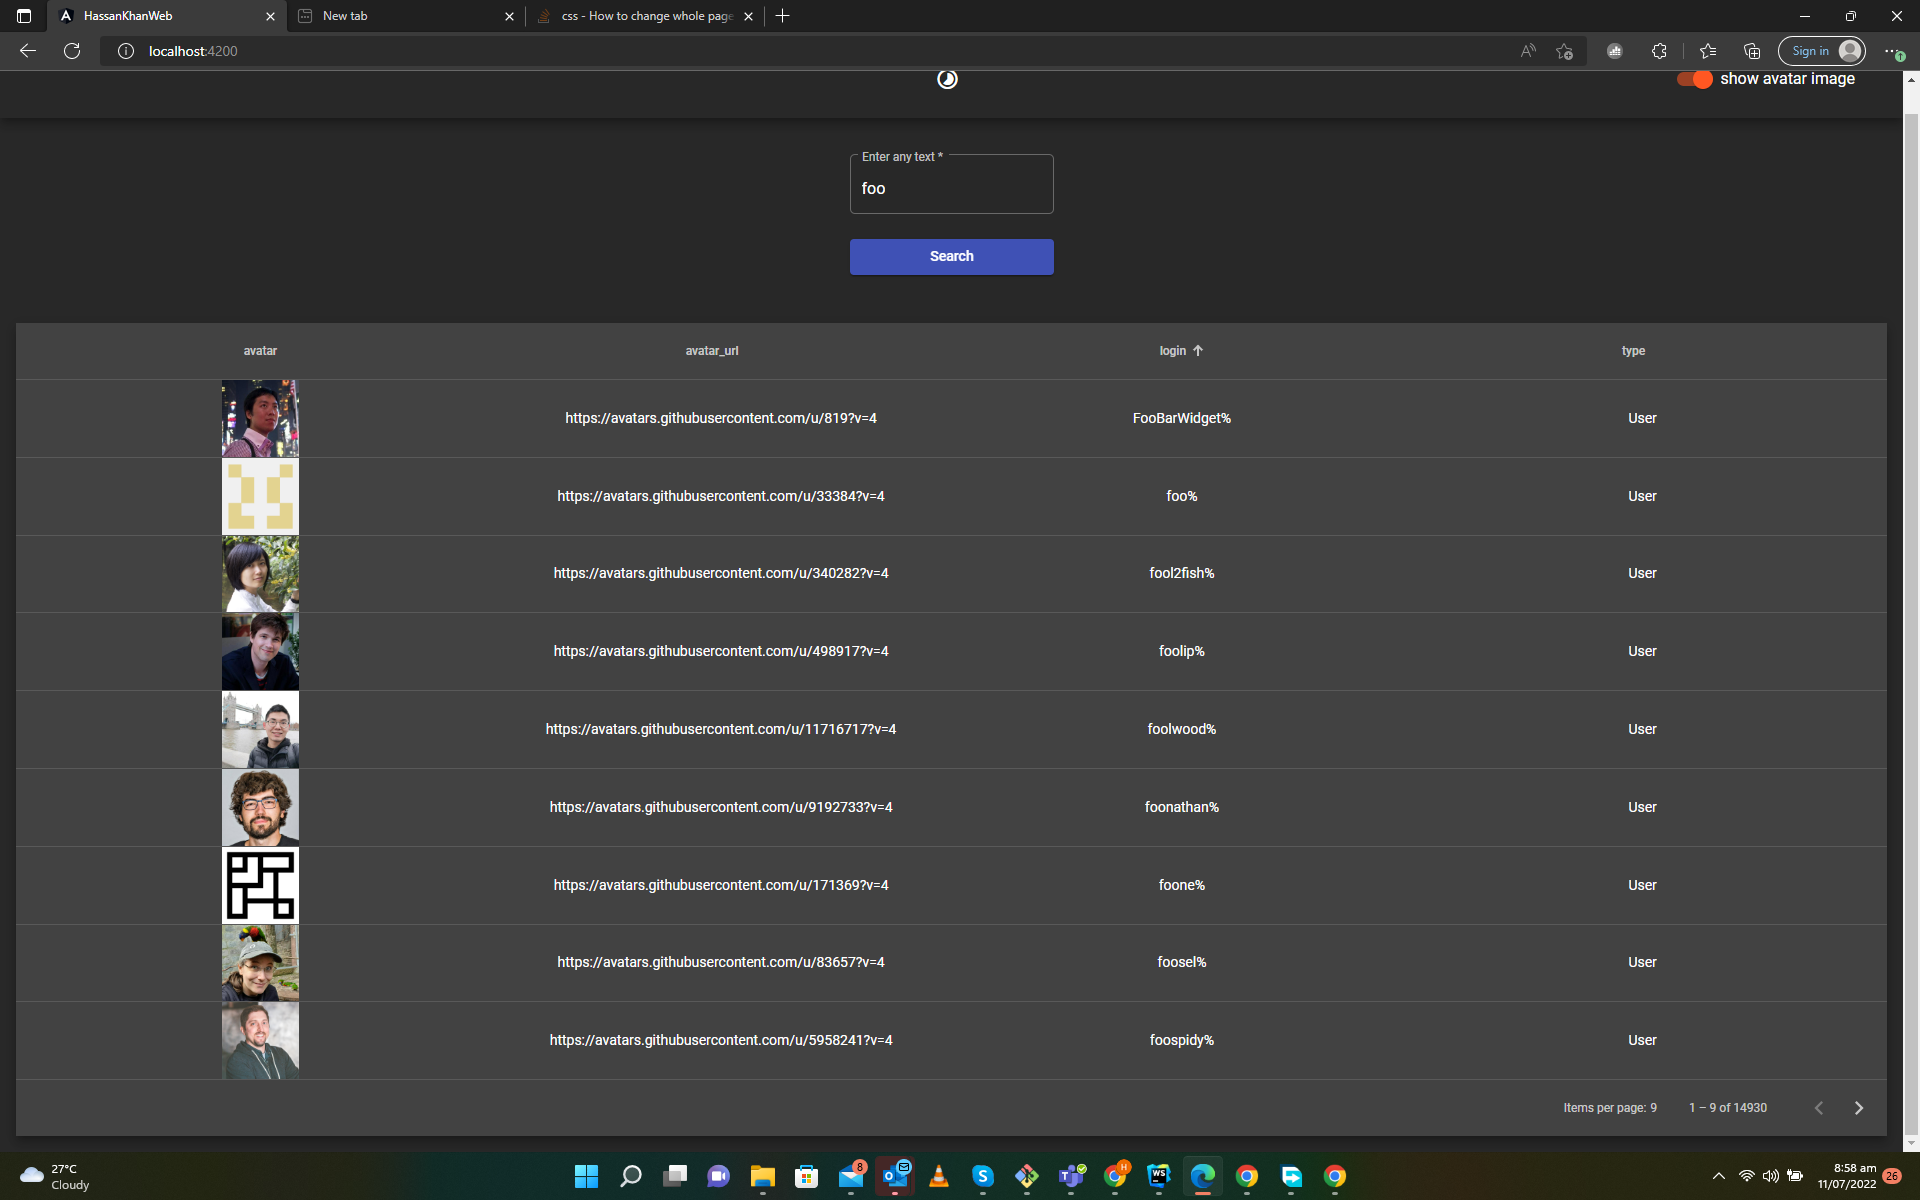 HassanKhanWeb
New tab
css - How to change whole page
localhost:4200
Sign in
show avatar image
Enter any text *
foo
Search
avatar avatar_url login type
https://avatars.githubusercontent.com/u/819?v=4 FooBarWidget% User
https://avatars.githubusercontent.com/u/33384?v=4 foo% User
https://avatars.githubusercontent.com/u/340282?v=4 fool2fish% User
https://avatars.githubusercontent.com/u/498917?v=4 foolip% User
https://avatars.githubusercontent.com/u/11716717?v=4 foolwood% User
https://avatars.githubusercontent.com/u/9192733?v=4 foonathan% User
https://avatars.githubusercontent.com/u/171369?v=4 foone% User
https://avatars.githubusercontent.com/u/83657?v=4 foosel% User
https://avatars.githubusercontent.com/u/5958241?v=4 foospidy% User
Items per page: 9 1 – 9 of 14930
27°C
Cloudy
8
H
WS
8:58 am
11/07/2022
26